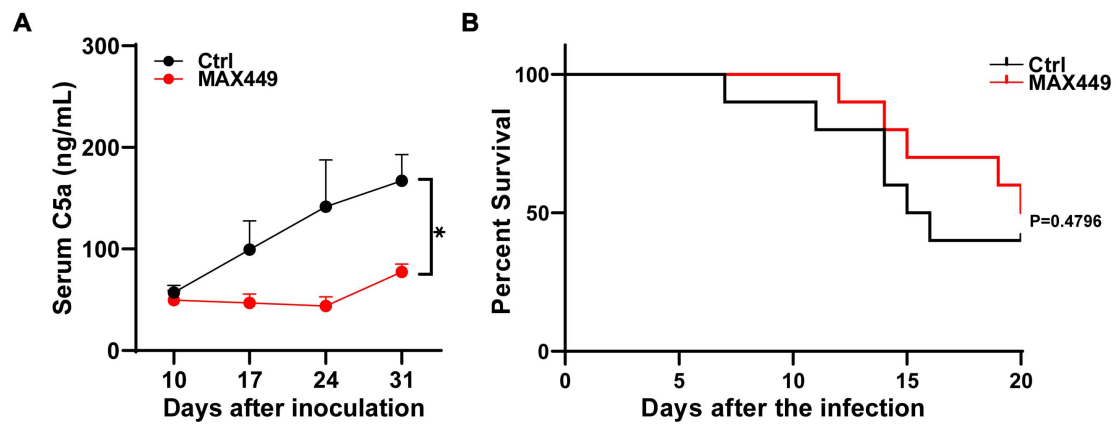 A
300
200
100
0
Serum C5a (ng/mL)
Ctrl
MAX449
*
10 17 24 31
Days after inoculation
B
100
50
0
Percent Survival
Ctrl
MAX449
P=0.4796
0 5 10 15 20
Days after the infection